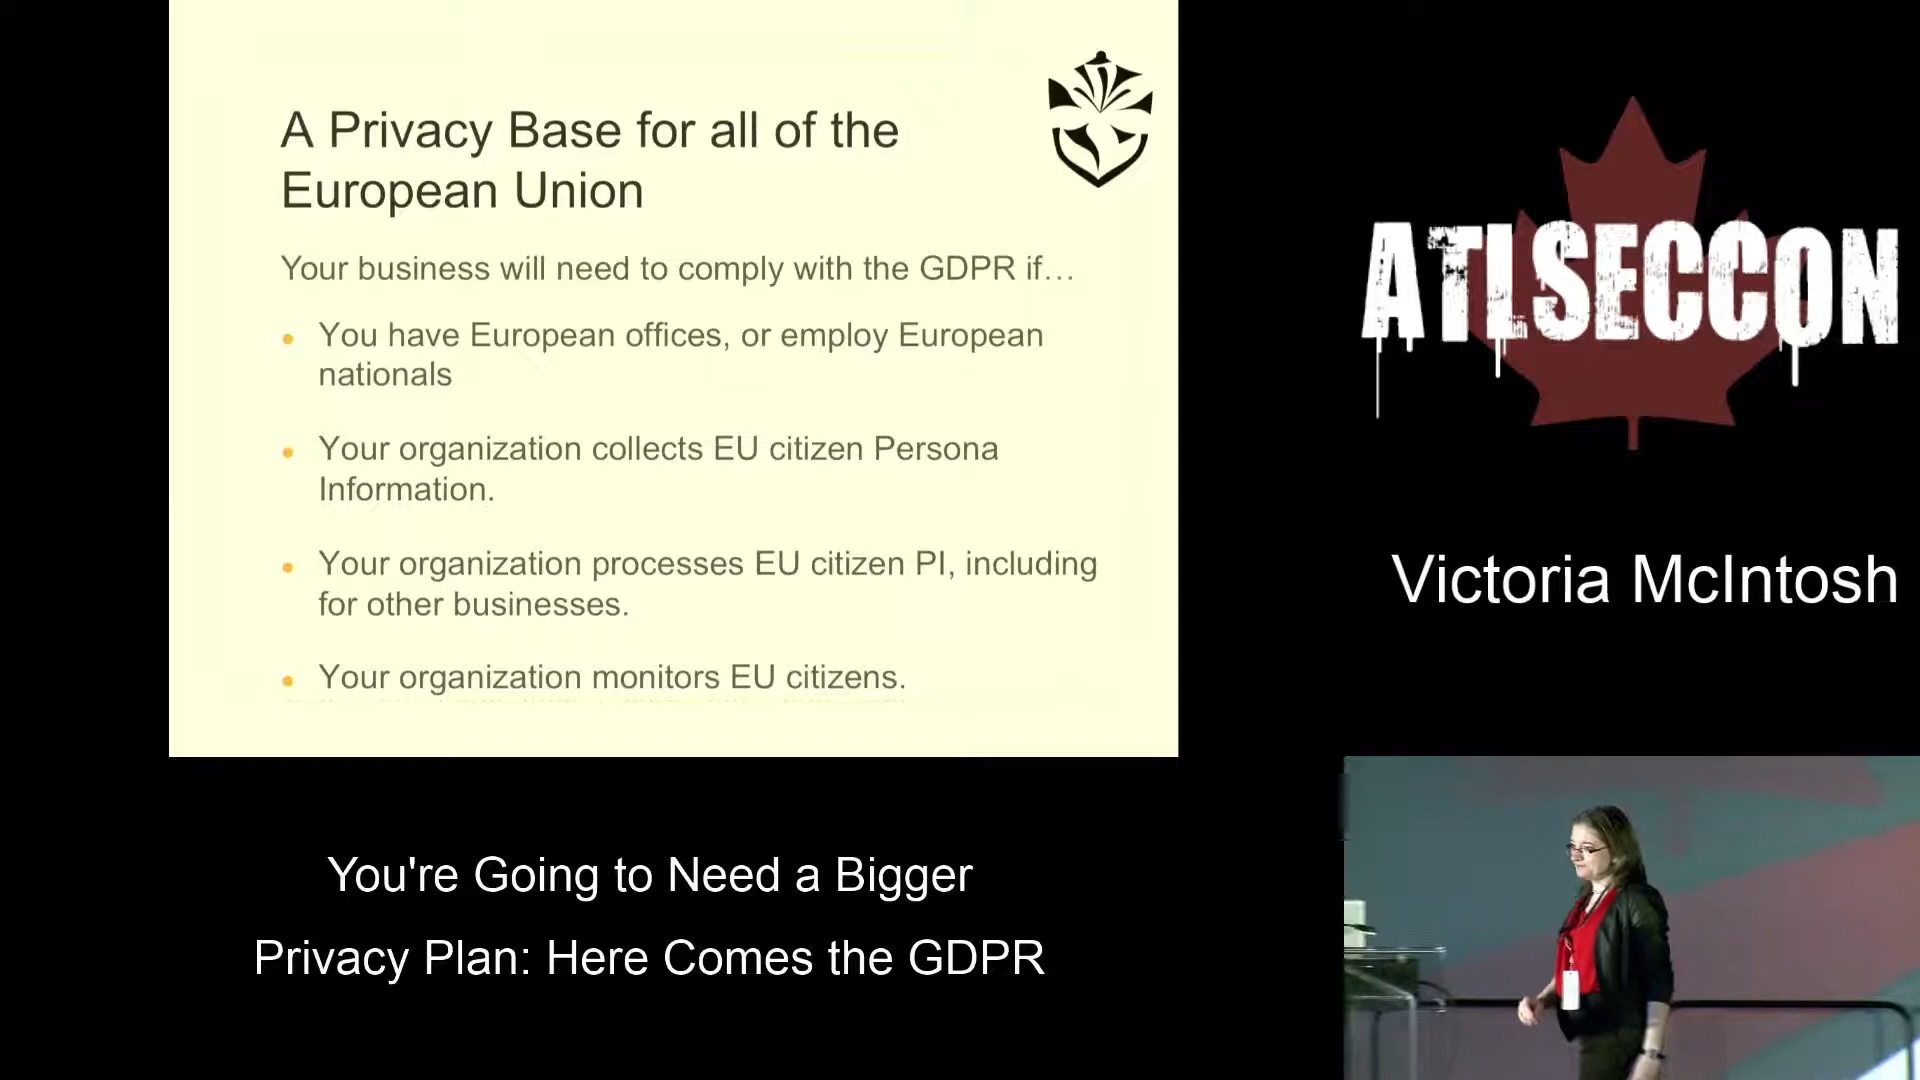 A Privacy Base for all of the
European Union
Your business will need to comply with the GDPR if…
You have European offices, or employ European
nationals
Your organization collects EU citizen Persona
Information.
Your organization processes EU citizen PI, including
for other businesses.
Your organization monitors EU citizens.
ATLSECCON
Victoria McIntosh
You're Going to Need a Bigger
Privacy Plan: Here Comes the GDPR